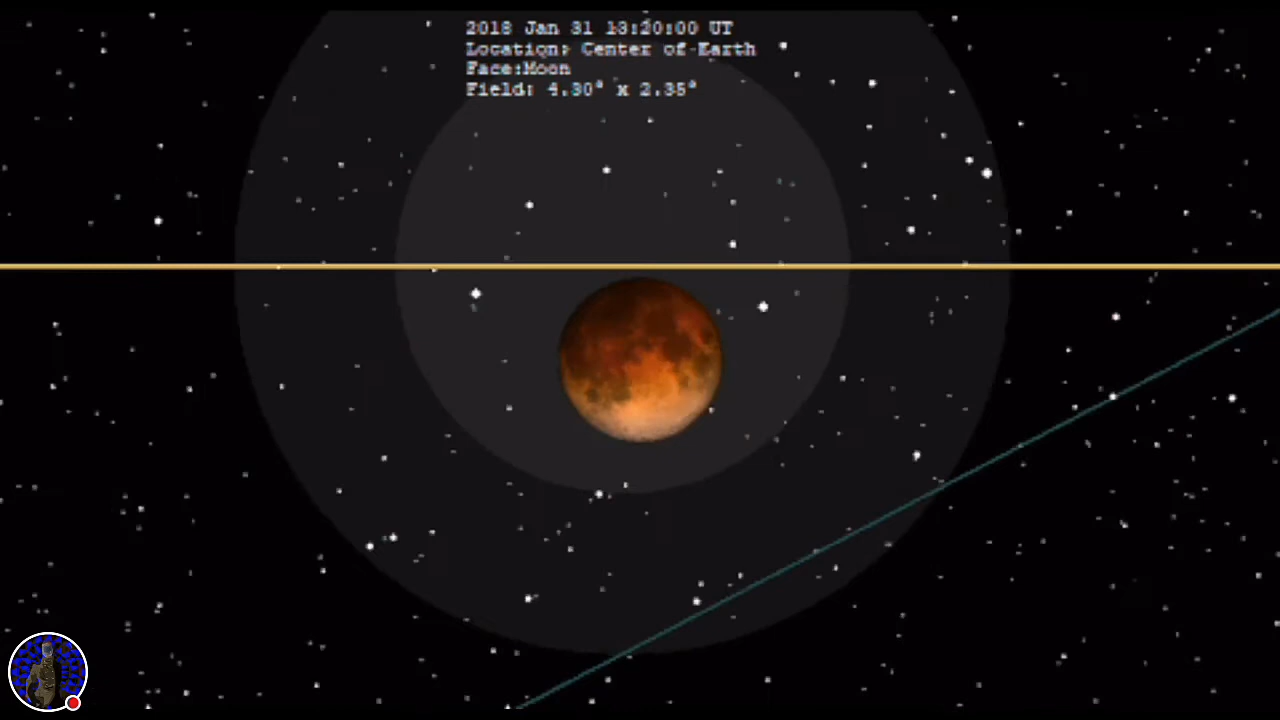 2018 Jan 31 13:20:00 UT
Location: Center of Earth
Face:Moon
Field: 4.30° x 2.35°